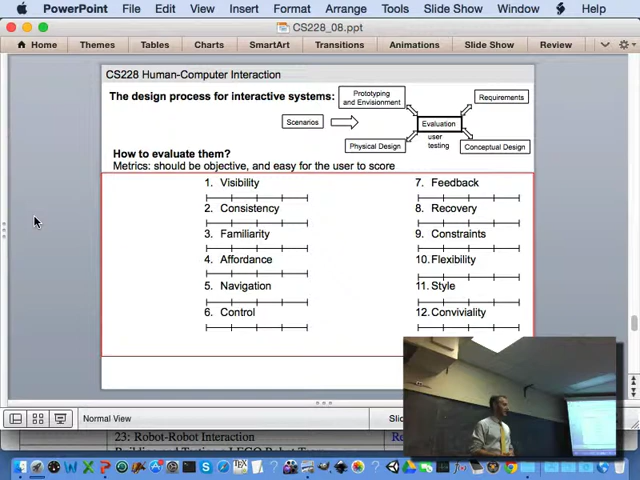 PowerPoint File Edit View Insert Format Arrange Tools Slide Show Window Help
CS228_08.ppt
Home Themes Tables Charts SmartArt Transitions Animations Slide Show Review
CS228 Human-Computer Interaction
The design process for interactive systems:
Prototyping
and Envisionment
Requirements
Scenarios
Evaluation
user
testing
Physical Design
Conceptual Design
How to evaluate them?
Metrics: should be objective, and easy for the user to score
1. Visibility
2. Consistency
3. Familiarity
4. Affordance
5. Navigation
6. Control
7. Feedback
8. Recovery
9. Constraints
10. Flexibility
11. Style
12. Conviviality
Normal View
23: Robot-Robot Interaction